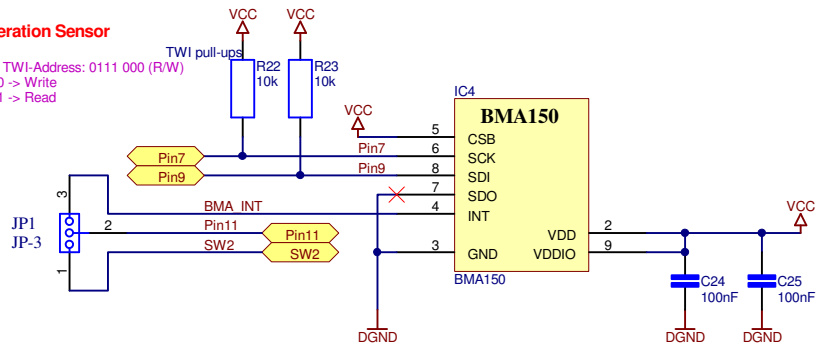 eration Sensor
TWI-Address: 0111 000 (R/W)
0 -> Write
1 -> Read
TWI pull-ups
VCC
VCC
R22
10k
R23
10k
VCC
IC4
BMA150
5
CSB
Pin7
Pin7
6
SCK
Pin9
Pin9
8
SDI
7
SDO
BMA_INT
4
INT
3
GND
2
VDD
9
VDDIO
BMA150
JP1
JP-3
3
2
1
Pin11
Pin11
SW2
SW2
VCC
C24
100nF
C25
100nF
DGND
DGND
DGND